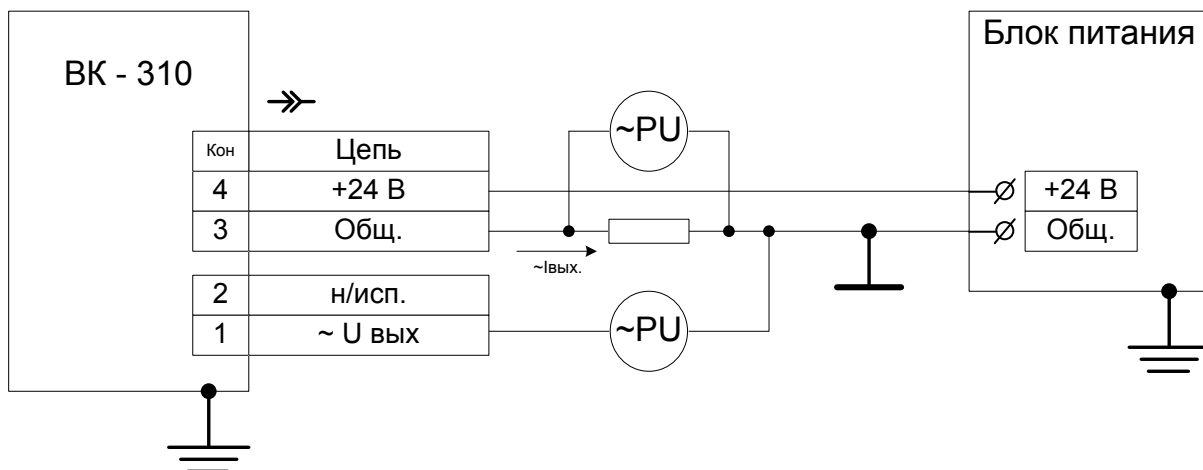 Блок питания
ВК - 310
~PU
Кон Цепь
4 +24 В
3 Общ.
~Iвых.
2 н/исп.
1 ~ U вых
~PU
+24 В
Общ.